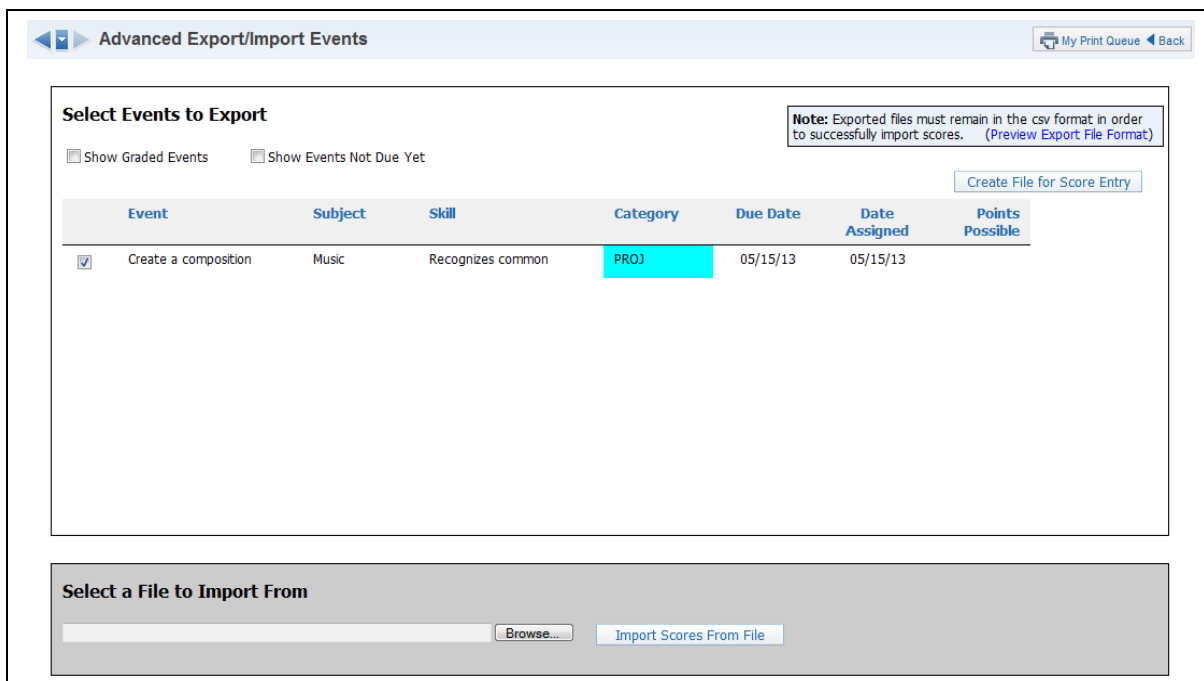 Advanced Export/Import Events
My Print Queue Back
Select Events to Export
Note: Exported files must remain in the csv format in order
to successfully import scores. (Preview Export File Format)
Show Graded Events Show Events Not Due Yet
Create File for Score Entry
Event Subject Skill Category Due Date Date Assigned Points Possible
Create a composition Music Recognizes common PROJ 05/15/13 05/15/13
Select a File to Import From
Browse... Import Scores From File